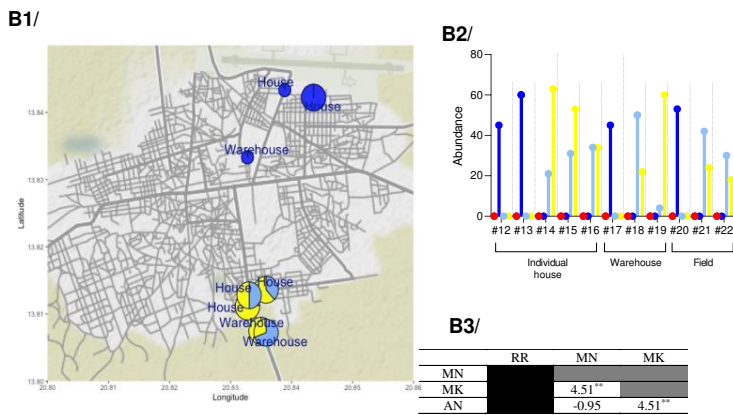 B1/
House
House
Warehouse
House
House
House
Warehouse
Warehouse
13.84
13.83
13.82
13.81
13.80
Latitude
20.80 20.81 20.82 20.83 20.84 20.85 20.86
Longitude
B2/
Abundance
80
60
40
20
0
#12 #13 #14 #15 #16 #17 #18 #19 #20 #21 #22
Individual house Warehouse Field
B3/
RR MN MK
MN
MK 4.51**
AN -0.95 4.51**